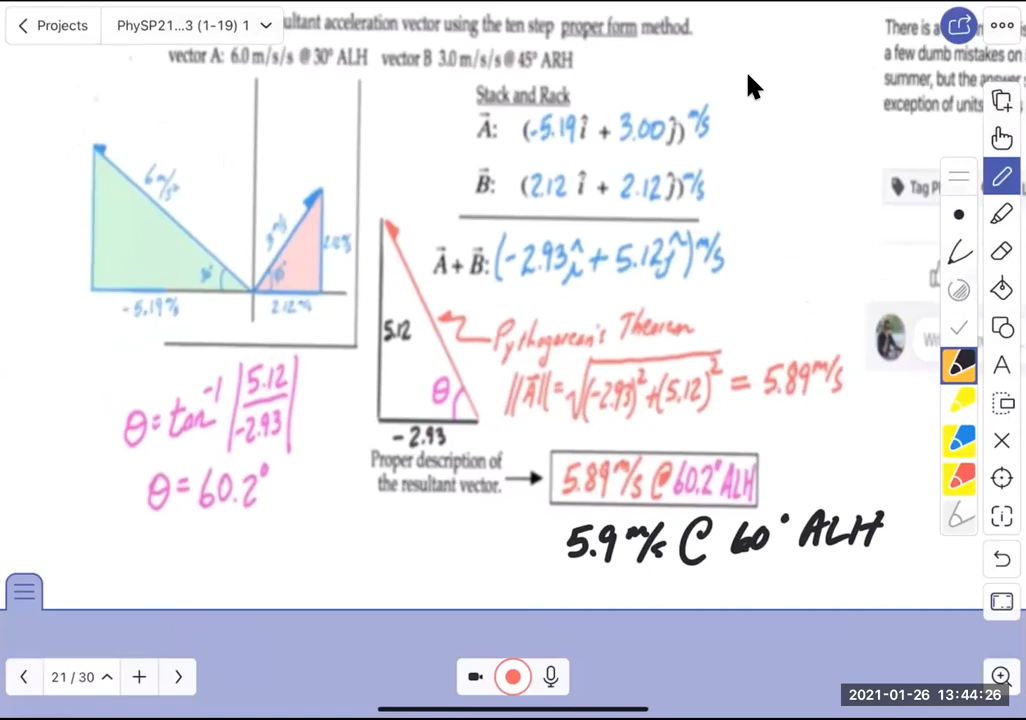 Projects
PhySP21...3 (1-19) 1
ultant acceleration vector using the ten step proper form method.
vector A: 6.0 m/s/s @ 30° ALH vector B 3.0 m/s/s @ 45° ARH
Stack and Rack
A: (-5.19 î + 3.00 ĵ) m/s
B: (2.12 î + 2.12 ĵ) m/s
A + B: (-2.93 î + 5.12 ĵ) m/s
6 m/s
3 m/s
-5.19 m/s
2.12 m/s
5.12
θ
-2.93
Pythagorean's Theorem
||A|| = √(-2.93)² + (5.12)² = 5.89 m/s
θ = tan⁻¹ |5.12 / -2.93|
θ = 60.2°
Proper description of
the resultant vector.
5.89 m/s @ 60.2° ALH
5.9 m/s @ 60° ALH
There is a
a few dumb mistakes on
summer, but the answer
exception of units
Tag P
21 / 30
2021-01-26 13:44:26